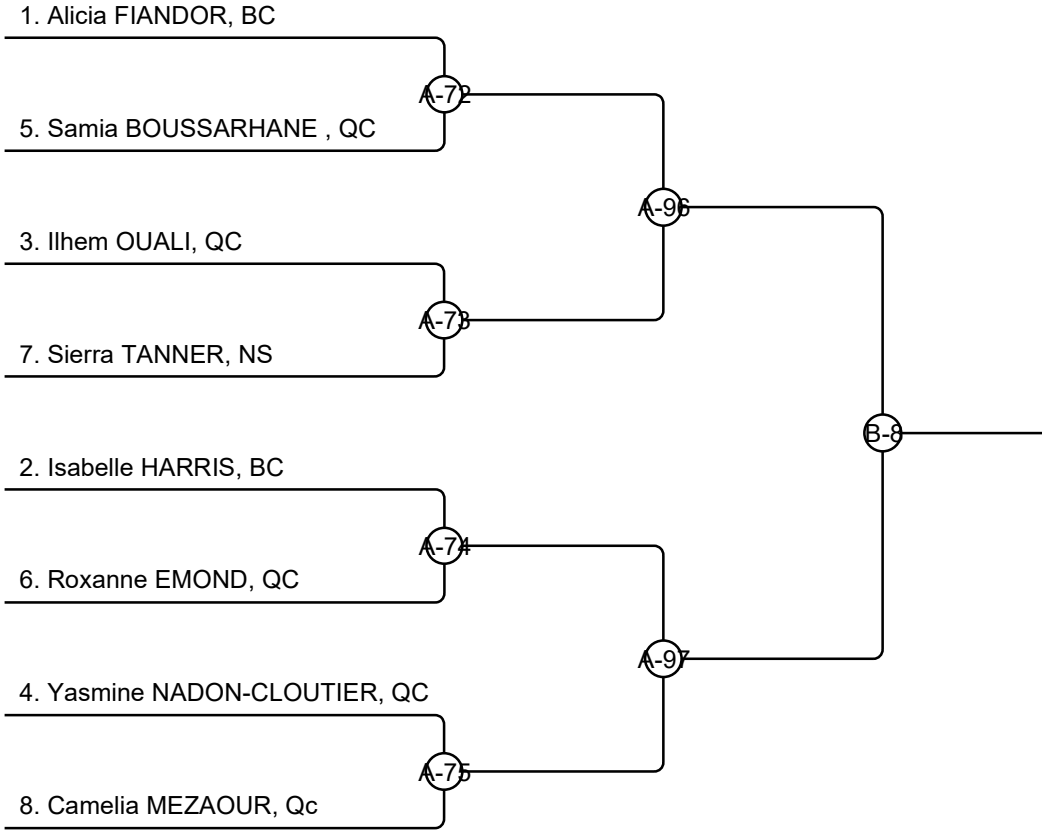 1. Alicia FIANDOR, BC
A-72
5. Samia BOUSSARHANE , QC
A-96
3. Ilhem OUALI, QC
A-73
7. Sierra TANNER, NS
B-8
2. Isabelle HARRIS, BC
A-74
6. Roxanne EMOND, QC
A-97
4. Yasmine NADON-CLOUTIER, QC
A-75
8. Camelia MEZAOUR, Qc